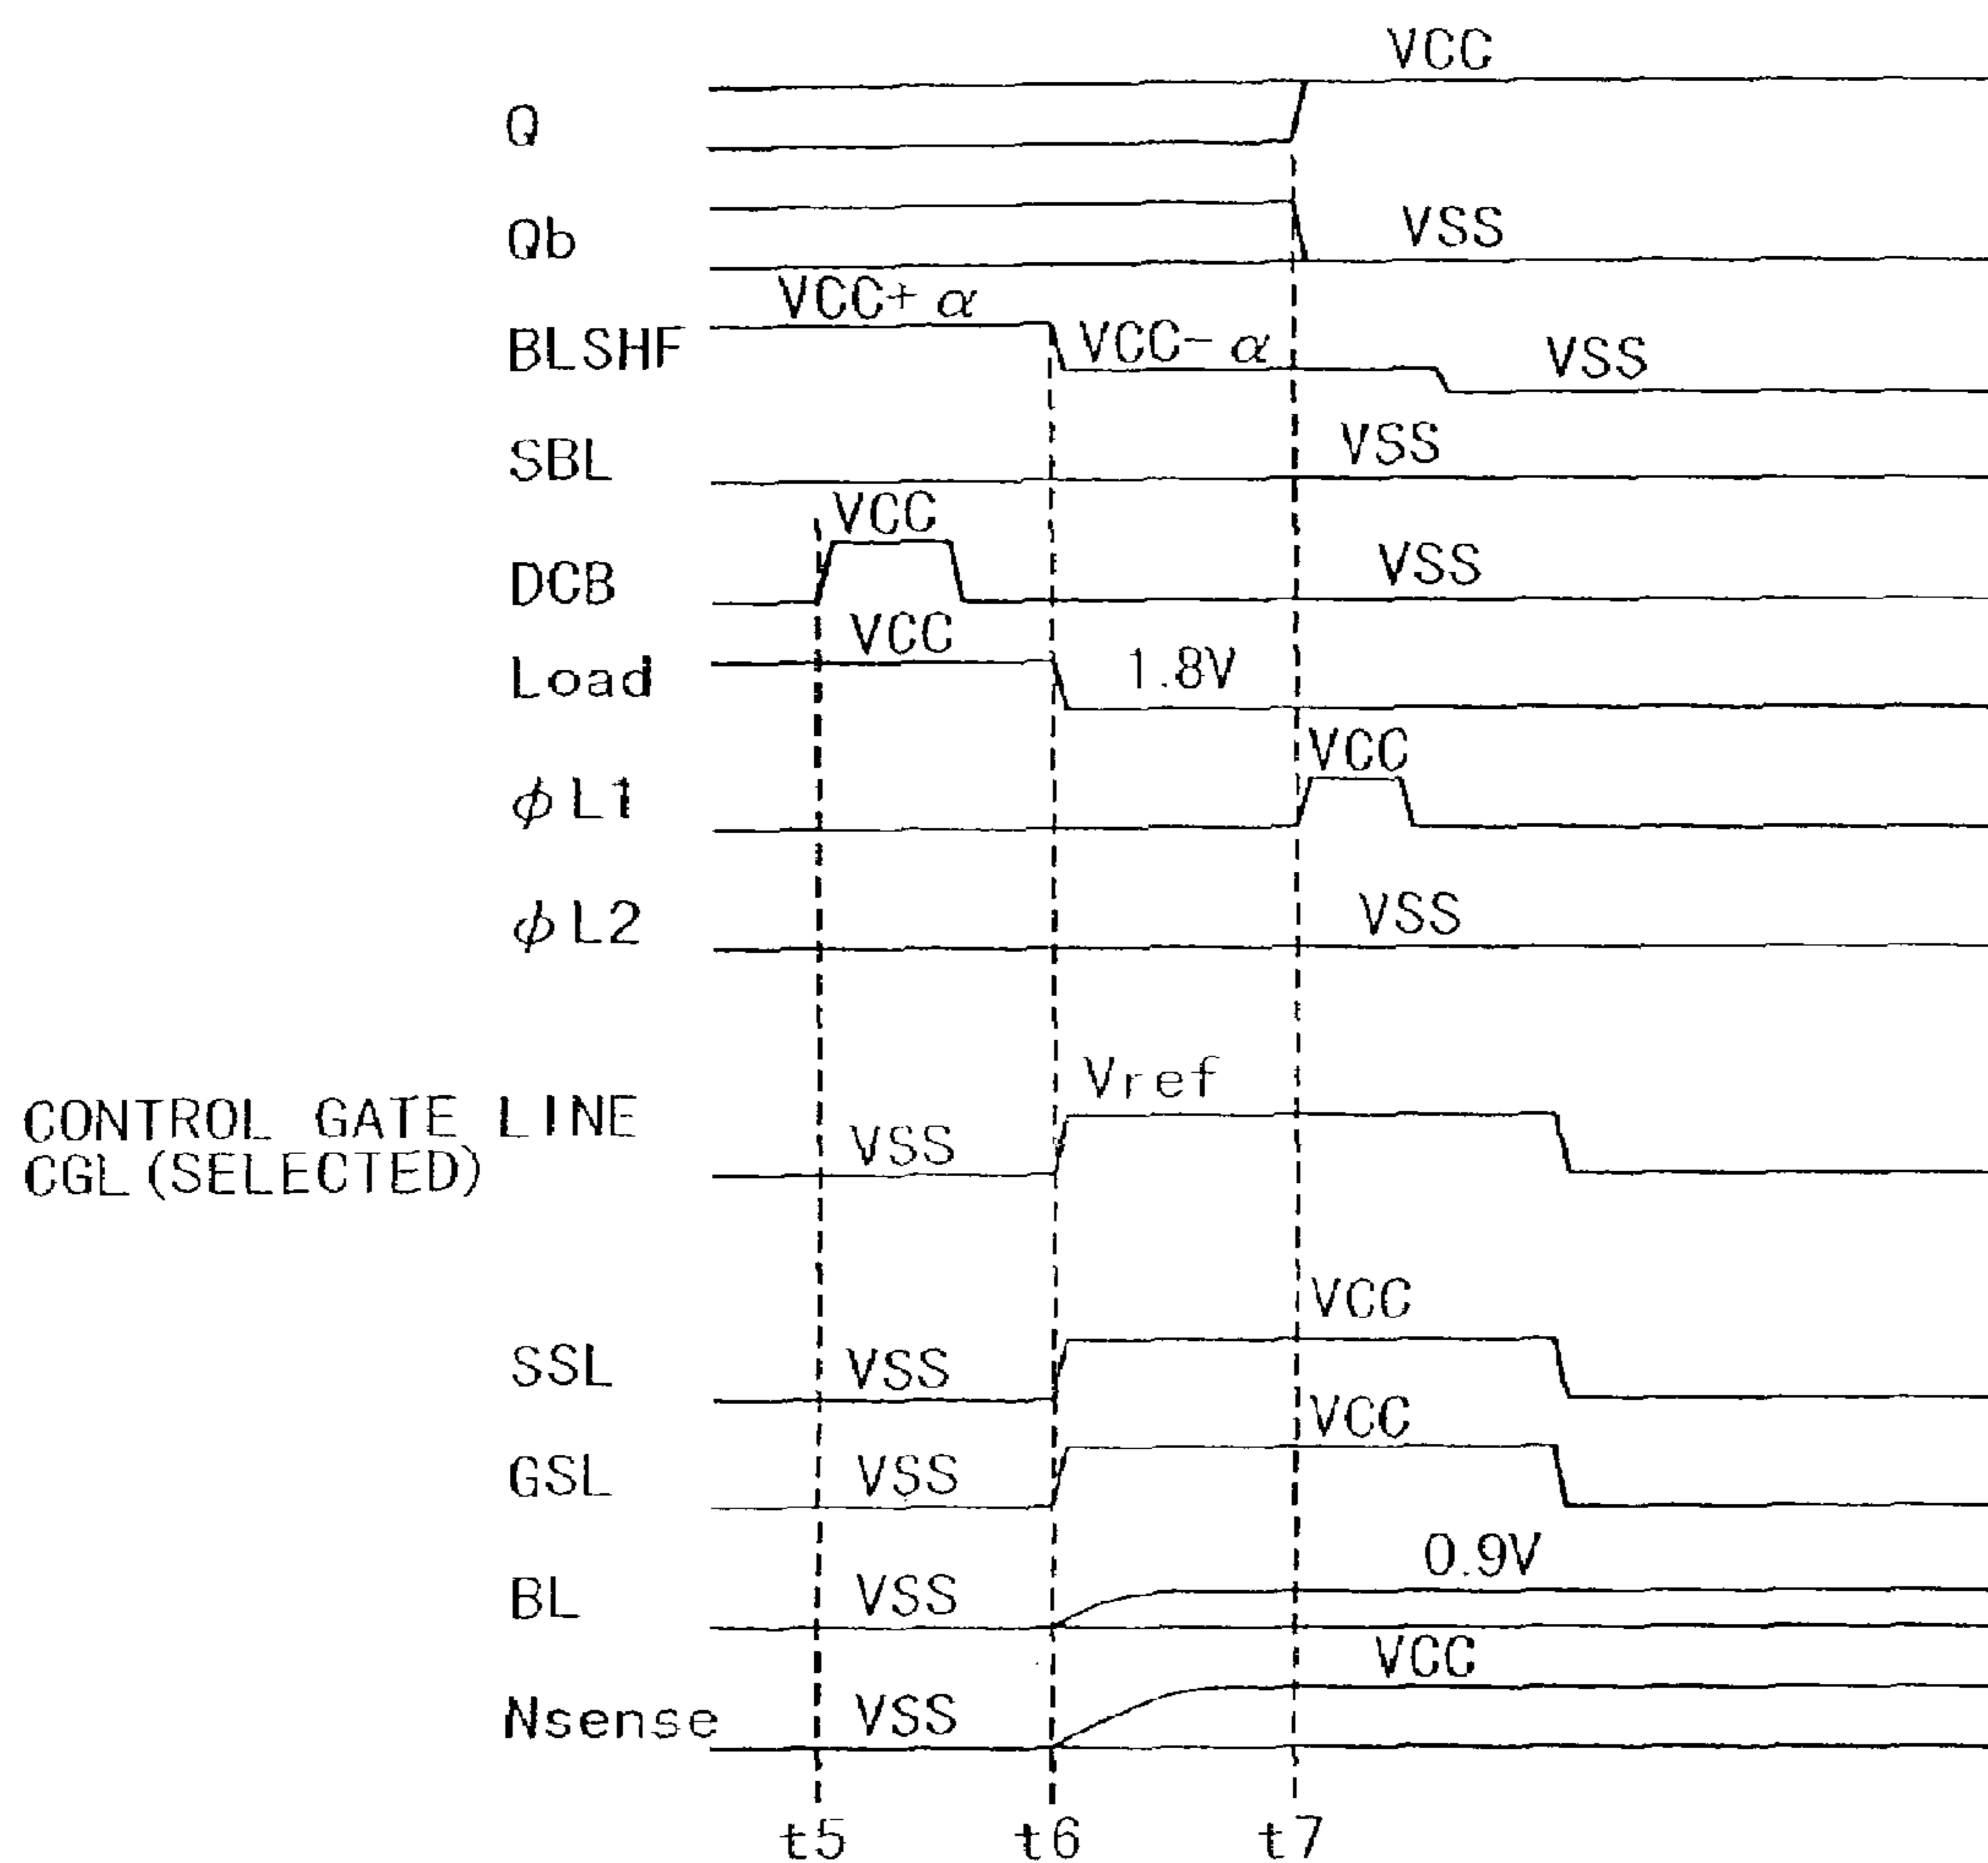 VCC
Q
Qb VSS
VCC+α
BLSHF VCC-α VSS
SBL VSS
VCC
DCB VSS
VCC
Load 1.8V
VCC
φL1
φL2 VSS
Vref
CONTROL GATE LINE VSS
CGL (SELECTED)
VCC
SSL VSS
VCC
GSL VSS
0.9V
BL VSS
VCC
Nsense VSS
t5 t6 t7